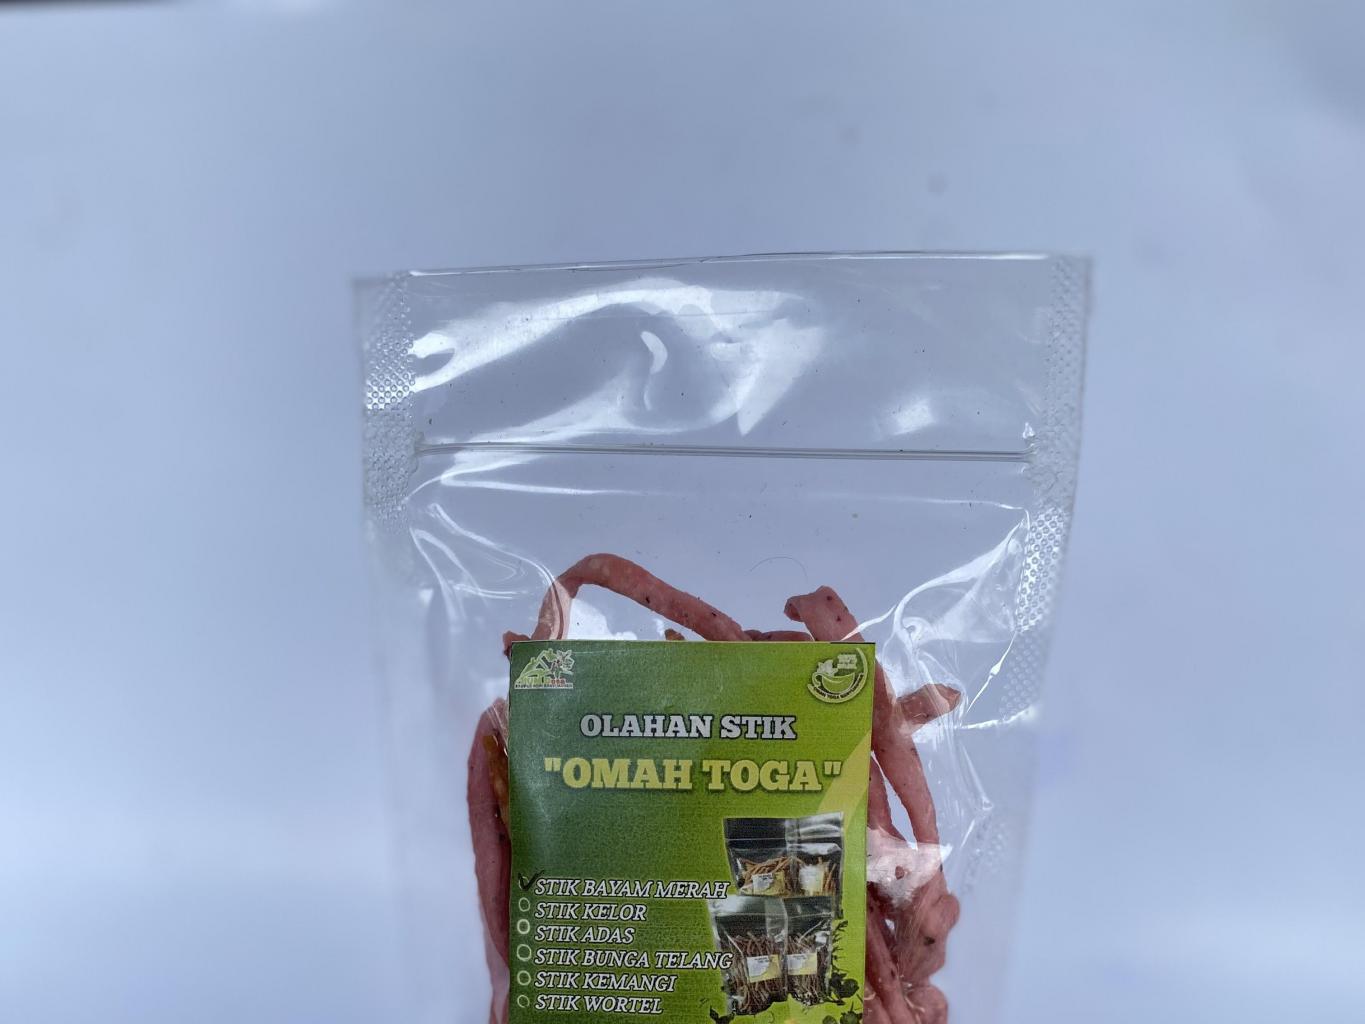 OLAHAN STIK
"OMAH TOGA"
STIK BAYAM MERAH
STIK KELOR
STIK ADAS
STIK BUNGA TELANG
STIK KEMANGI
STIK WORTEL